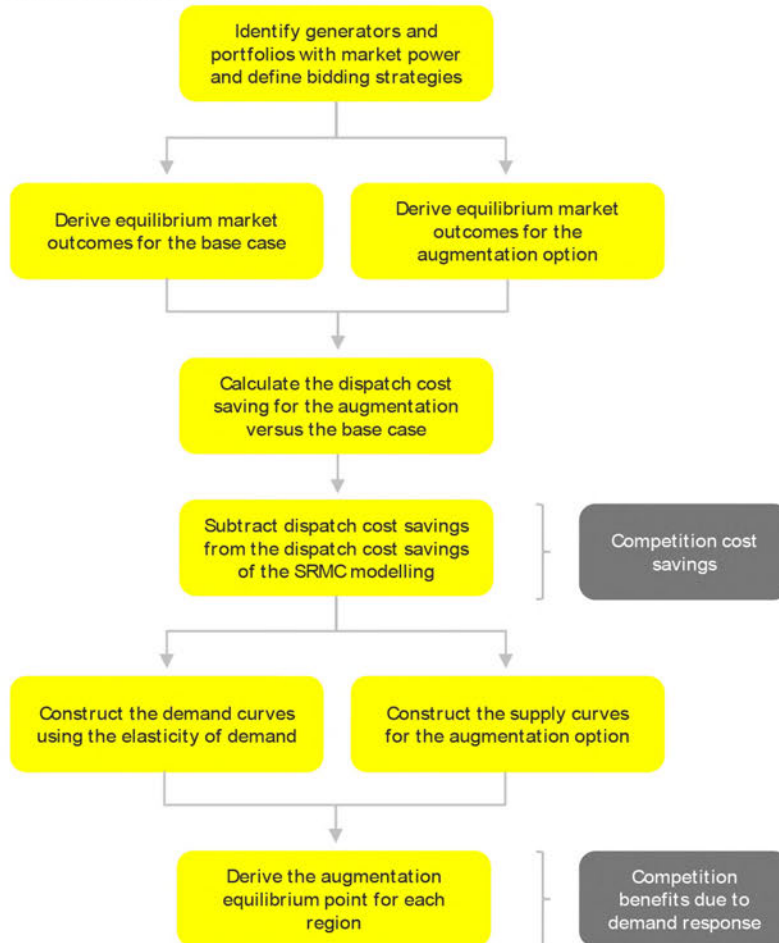 Identify generators and
portfolios with market power
and define bidding strategies
Derive equilibrium market
outcomes for the base case
Derive equilibrium market
outcomes for the
augmentation option
Calculate the dispatch cost
saving for the augmentation
versus the base case
Subtract dispatch cost savings
from the dispatch cost savings
of the SRMC modelling
Competition cost
savings
Construct the demand curves
using the elasticity of demand
Construct the supply curves
for the augmentation option
Derive the augmentation
equilibrium point for each
region
Competition
benefits due to
demand response